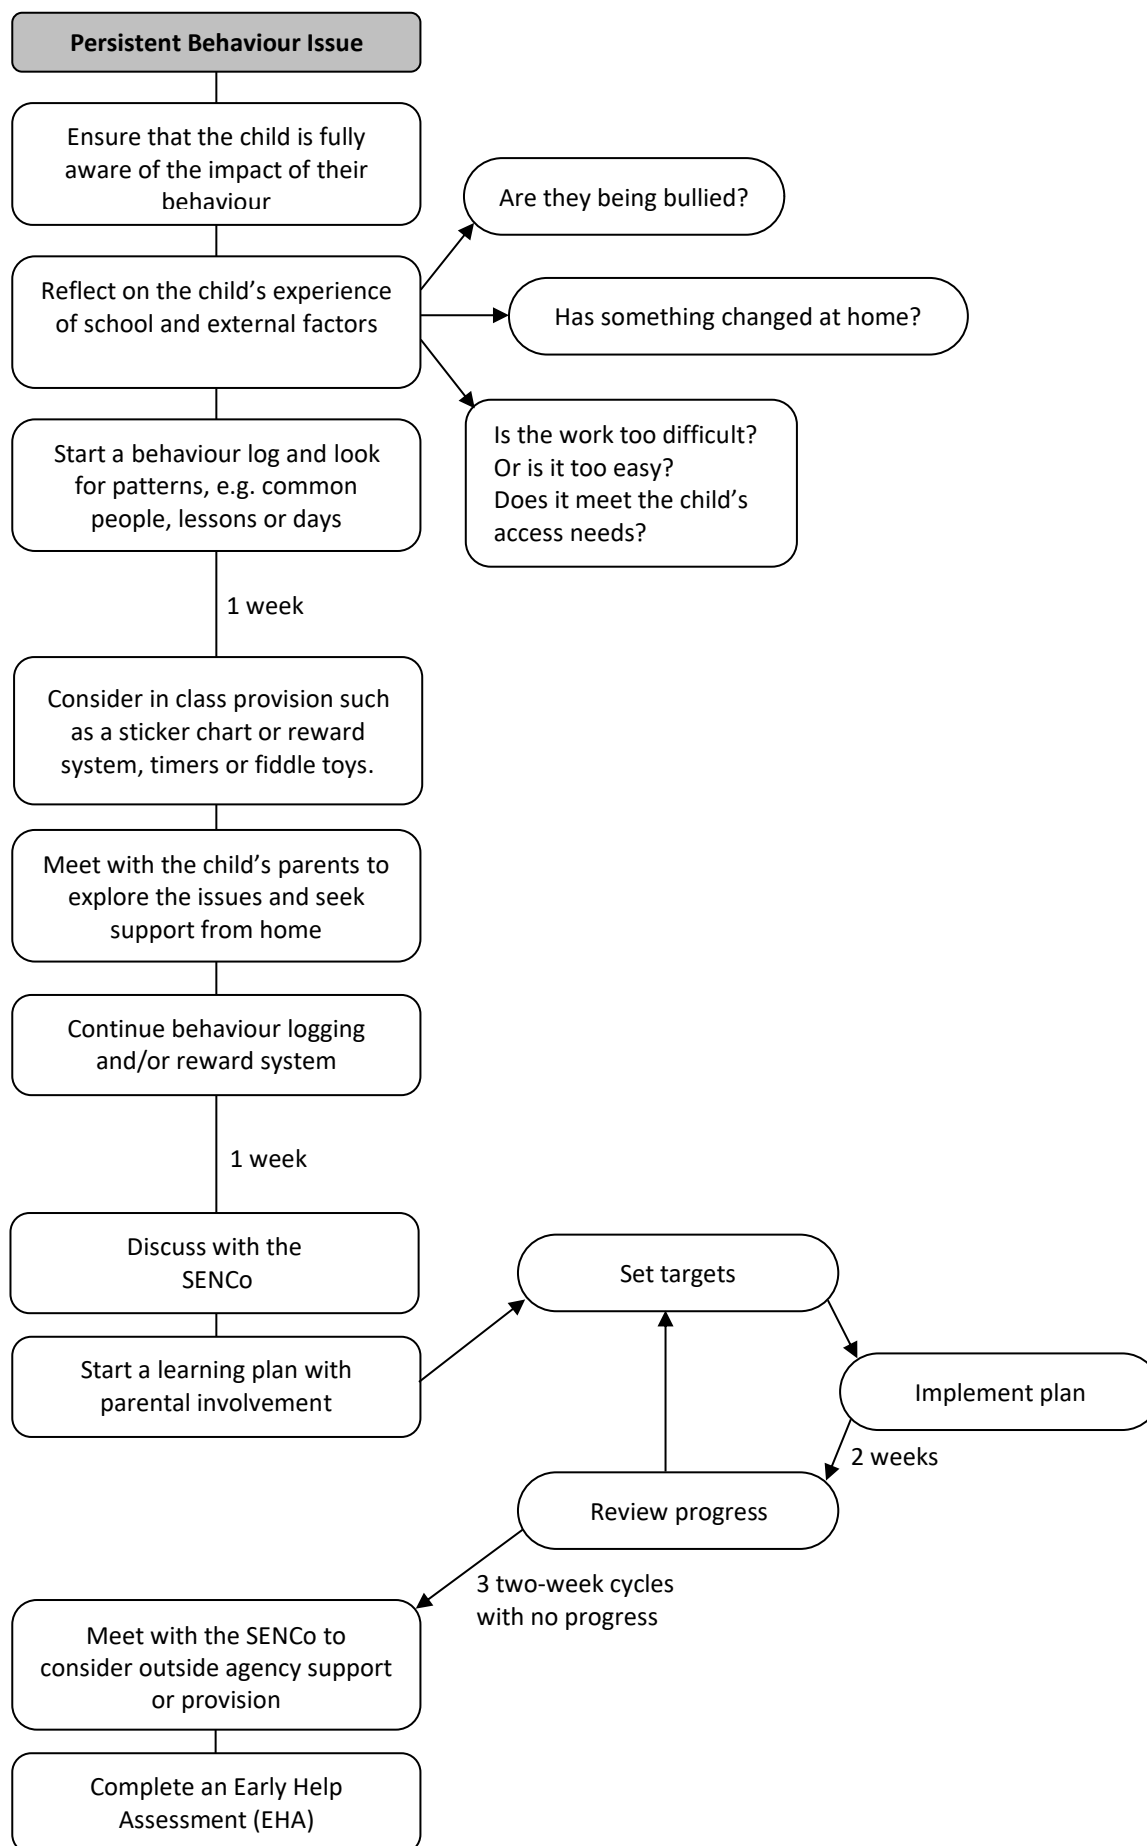 Persistent Behaviour Issue
Ensure that the child is fully
aware of the impact of their
behaviour
Are they being bullied?
Reflect on the child’s experience
of school and external factors
Has something changed at home?
Is the work too difficult?
Or is it too easy?
Does it meet the child’s
access needs?
Start a behaviour log and look
for patterns, e.g. common
people, lessons or days
1 week
Consider in class provision such
as a sticker chart or reward
system, timers or fiddle toys.
Meet with the child’s parents to
explore the issues and seek
support from home
Continue behaviour logging
and/or reward system
1 week
Discuss with the
SENCo
Start a learning plan with
parental involvement
Set targets
Implement plan
2 weeks
Review progress
3 two-week cycles
with no progress
Meet with the SENCo to
consider outside agency support
or provision
Complete an Early Help
Assessment (EHA)